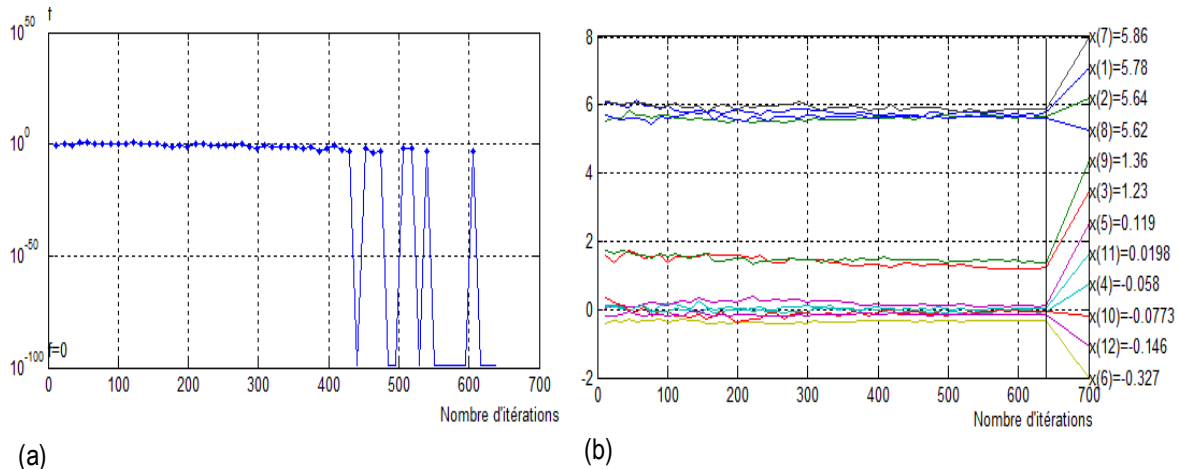 f
10^50
10^0
10^-50
10^-100
f=0
0 100 200 300 400 500 600 700
Nombre d'itérations
(a)
8
6
4
2
0
-2
0 100 200 300 400 500 600 700
Nombre d'itérations
x(7)=5.86
x(1)=5.78
x(2)=5.64
x(8)=5.62
x(9)=1.36
x(3)=1.23
x(5)=0.119
x(11)=0.0198
x(4)=-0.058
x(10)=-0.0773
x(12)=-0.146
x(6)=-0.327
(b)